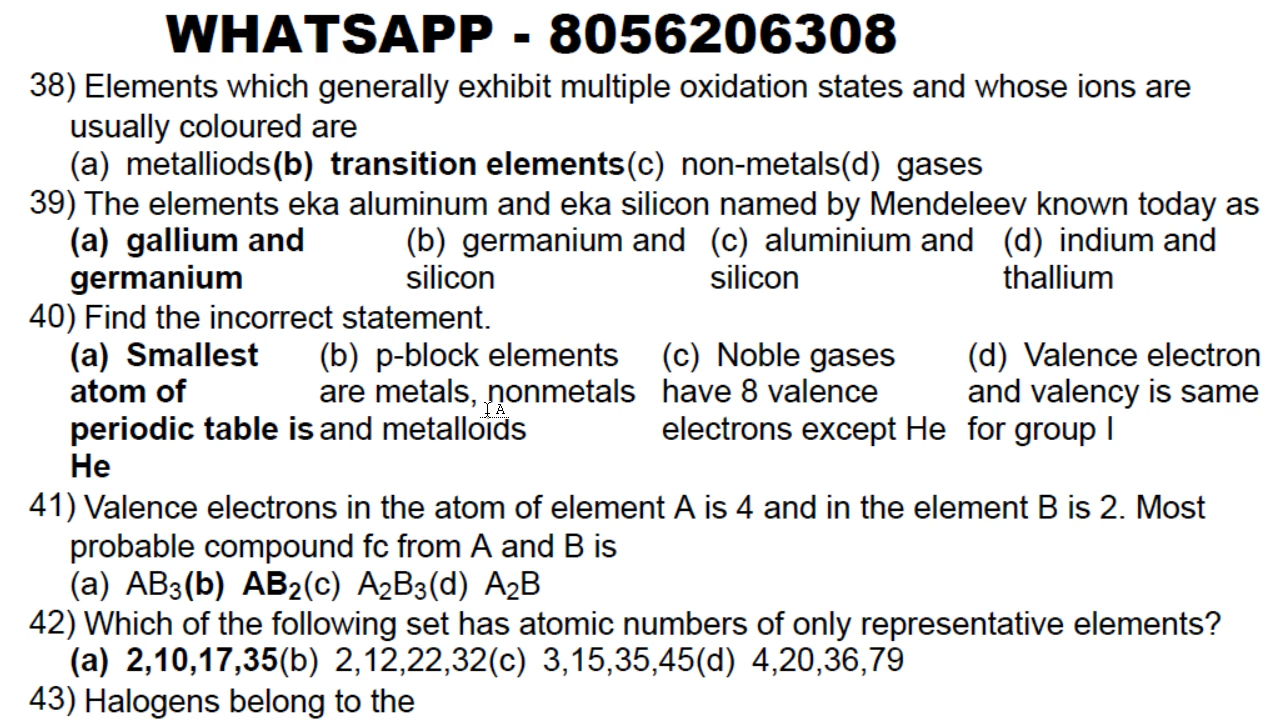 WHATSAPP - 8056206308
38) Elements which generally exhibit multiple oxidation states and whose ions are
usually coloured are
(a) metalliods(b) transition elements(c) non-metals(d) gases
39) The elements eka aluminum and eka silicon named by Mendeleev known today as
(a) gallium and (b) germanium and (c) aluminium and (d) indium and
germanium silicon silicon thallium
40) Find the incorrect statement.
(a) Smallest (b) p-block elements (c) Noble gases (d) Valence electron
atom of are metals, nonmetals have 8 valence and valency is same
periodic table is and metalloids electrons except He for group I
He
41) Valence electrons in the atom of element A is 4 and in the element B is 2. Most
probable compound fc from A and B is
(a) AB₃(b) AB₂(c) A₂B₃(d) A₂B
42) Which of the following set has atomic numbers of only representative elements?
(a) 2,10,17,35(b) 2,12,22,32(c) 3,15,35,45(d) 4,20,36,79
43) Halogens belong to the